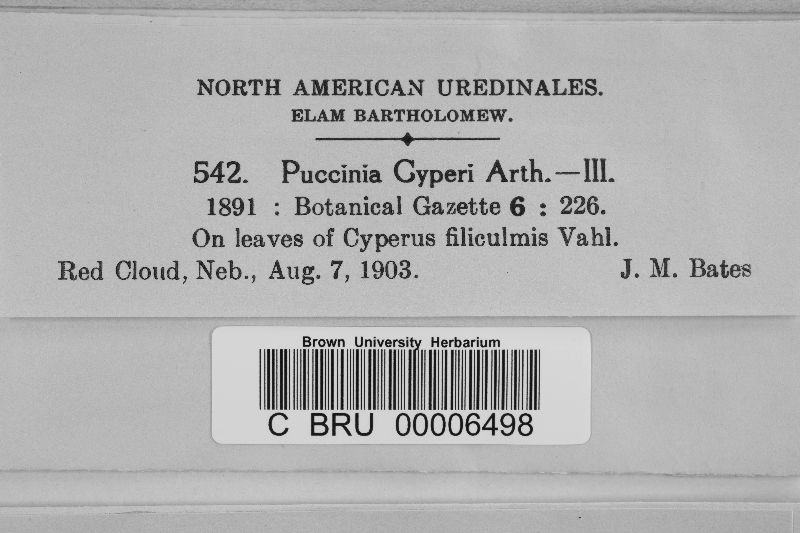 NORTH AMERICAN UREDINALES.
ELAM BARTHOLOMEW.
542. Puccinia Cyperi Arth.—III.
1891 : Botanical Gazette 6 : 226.
On leaves of Cyperus filiculmis Vahl.
Red Cloud, Neb., Aug. 7, 1903. J. M. Bates
Brown University Herbarium
C BRU 00006498